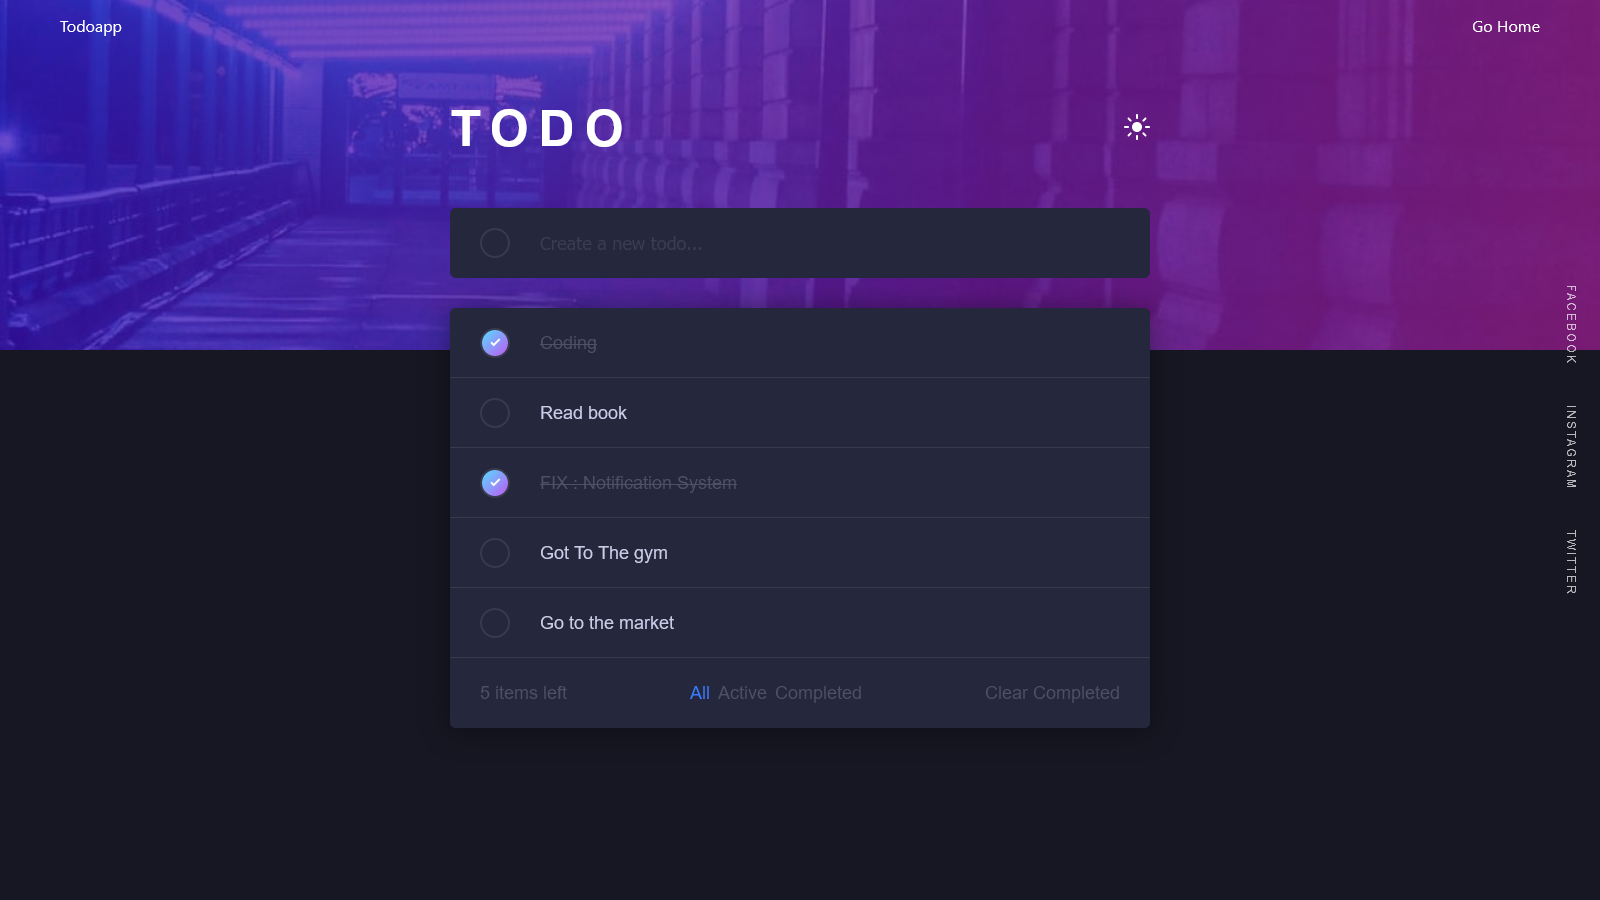 Todoapp
Go Home
TODO
Create a new todo...
Coding
Read book
FIX : Notification System
Got To The gym
Go to the market
5 items left
All Active Completed
Clear Completed
FACEBOOK
INSTAGRAM
TWITTER